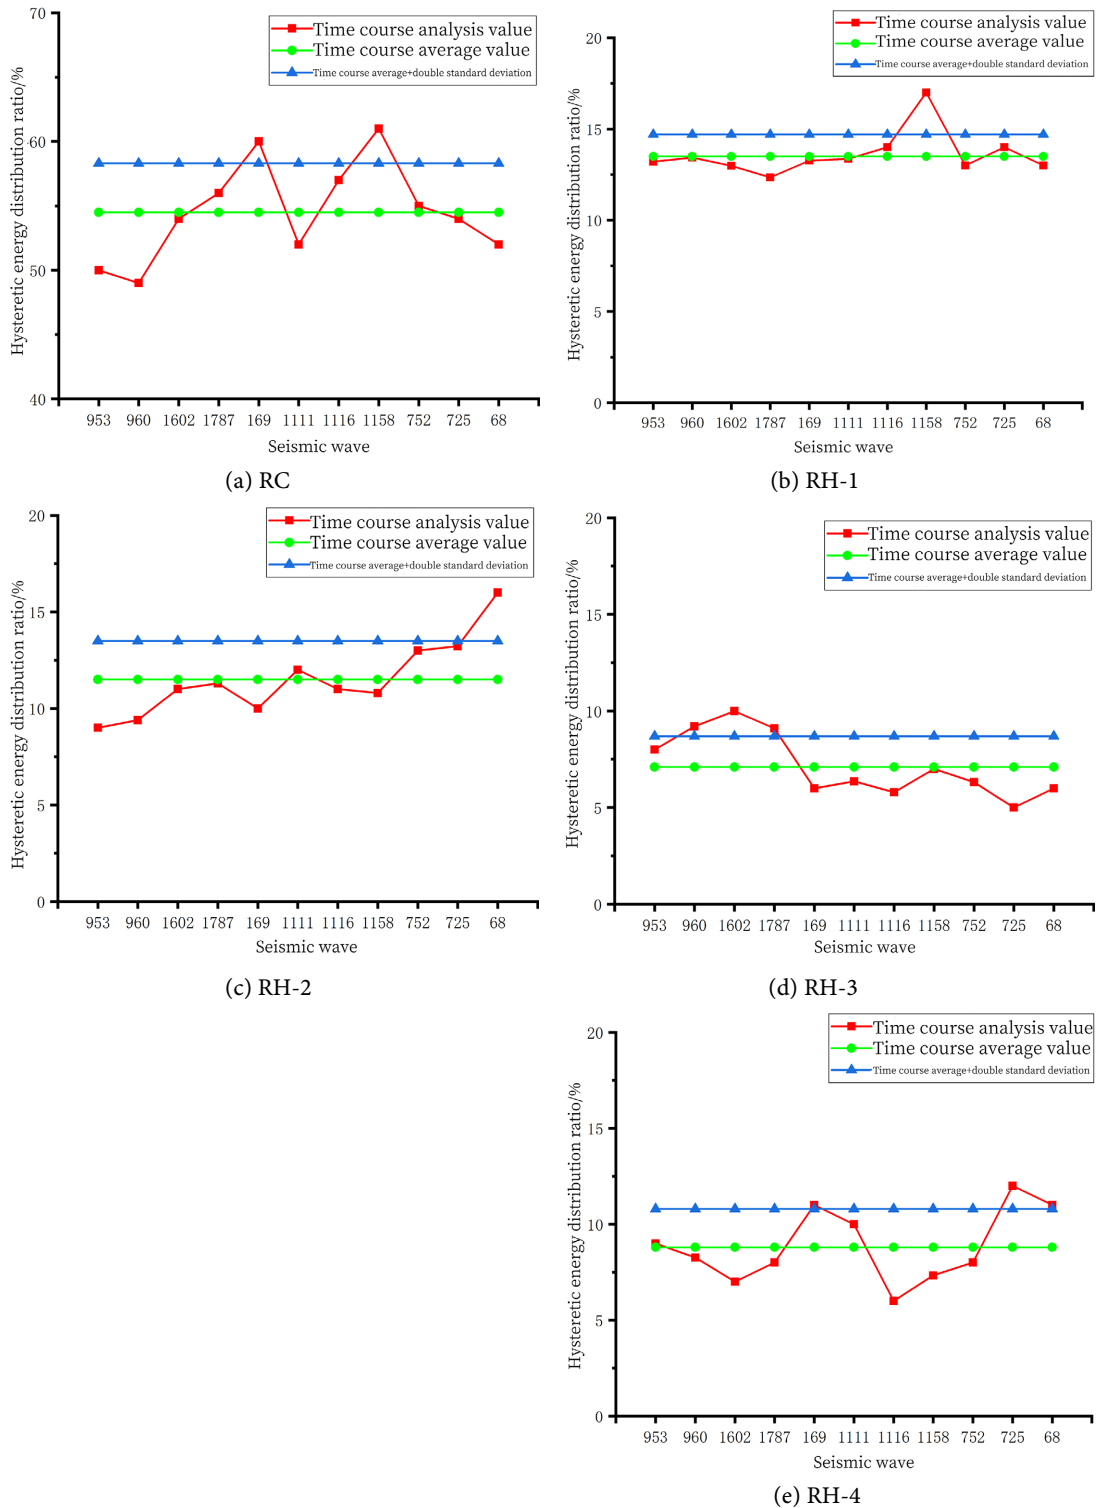 Time course analysis value
Time course average value
Time course average+double standard deviation
Hysteretic energy distribution ratio/%
70
60
50
40
953 960 1602 1787 169 1111 1116 1158 752 725 68
Seismic wave
(a) RC
Time course analysis value
Time course average value
Time course average+double standard deviation
Hysteretic energy distribution ratio/%
20
15
10
5
0
953 960 1602 1787 169 1111 1116 1158 752 725 68
Seismic wave
(b) RH-1
Time course analysis value
Time course average value
Time course average+double standard deviation
Hysteretic energy distribution ratio/%
20
15
10
5
0
953 960 1602 1787 169 1111 1116 1158 752 725 68
Seismic wave
(c) RH-2
Time course analysis value
Time course average value
Time course average+double standard deviation
Hysteretic energy distribution ratio/%
20
15
10
5
0
953 960 1602 1787 169 1111 1116 1158 752 725 68
Seismic wave
(d) RH-3
Time course analysis value
Time course average value
Time course average+double standard deviation
Hysteretic energy distribution ratio/%
20
15
10
5
0
953 960 1602 1787 169 1111 1116 1158 752 725 68
Seismic wave
(e) RH-4